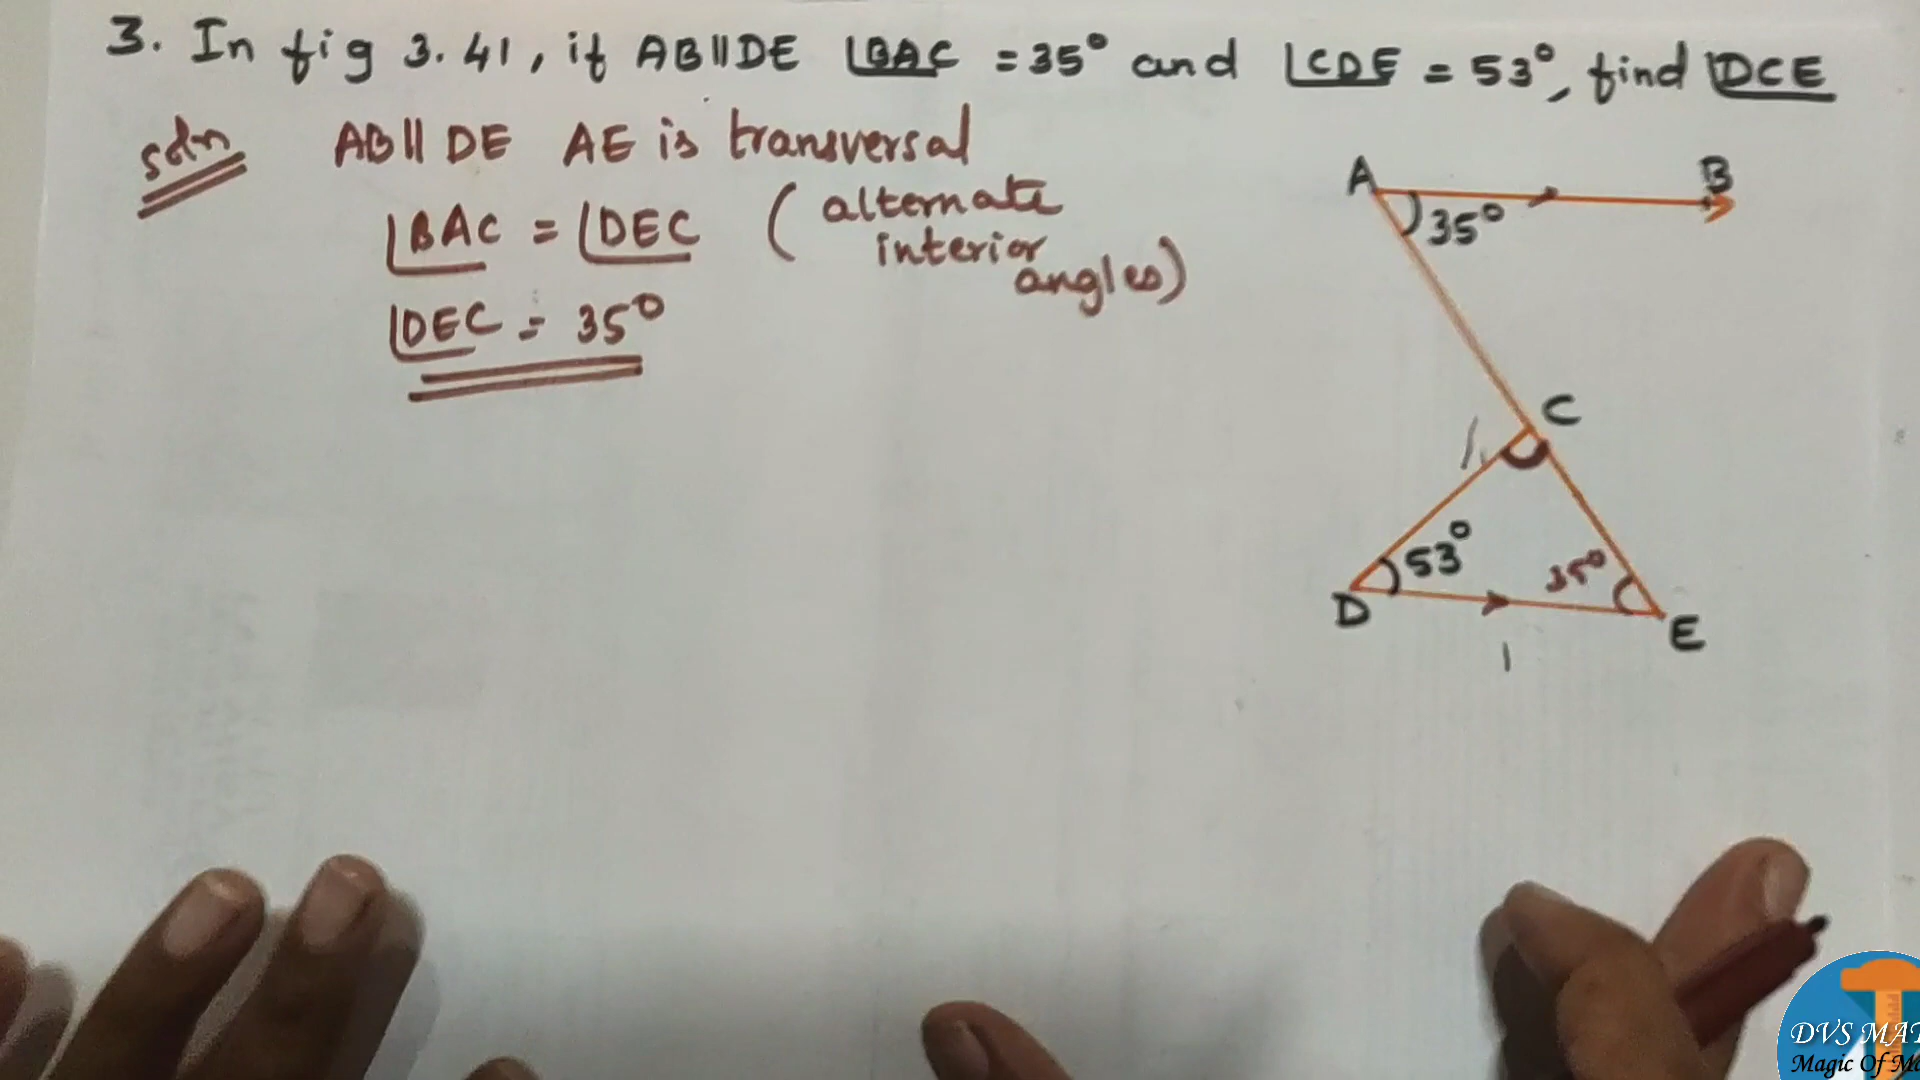 3. In fig 3.41, if AB||DE ∠BAC = 35° and ∠CDE = 53°, find ∠DCE
Soln
AB || DE AE is transversal
∠BAC = ∠DEC (alternate
interior
angles)
∠DEC = 35°
A
B
35°
C
53°
35°
D
E
DVS MAT
Magic Of Ma